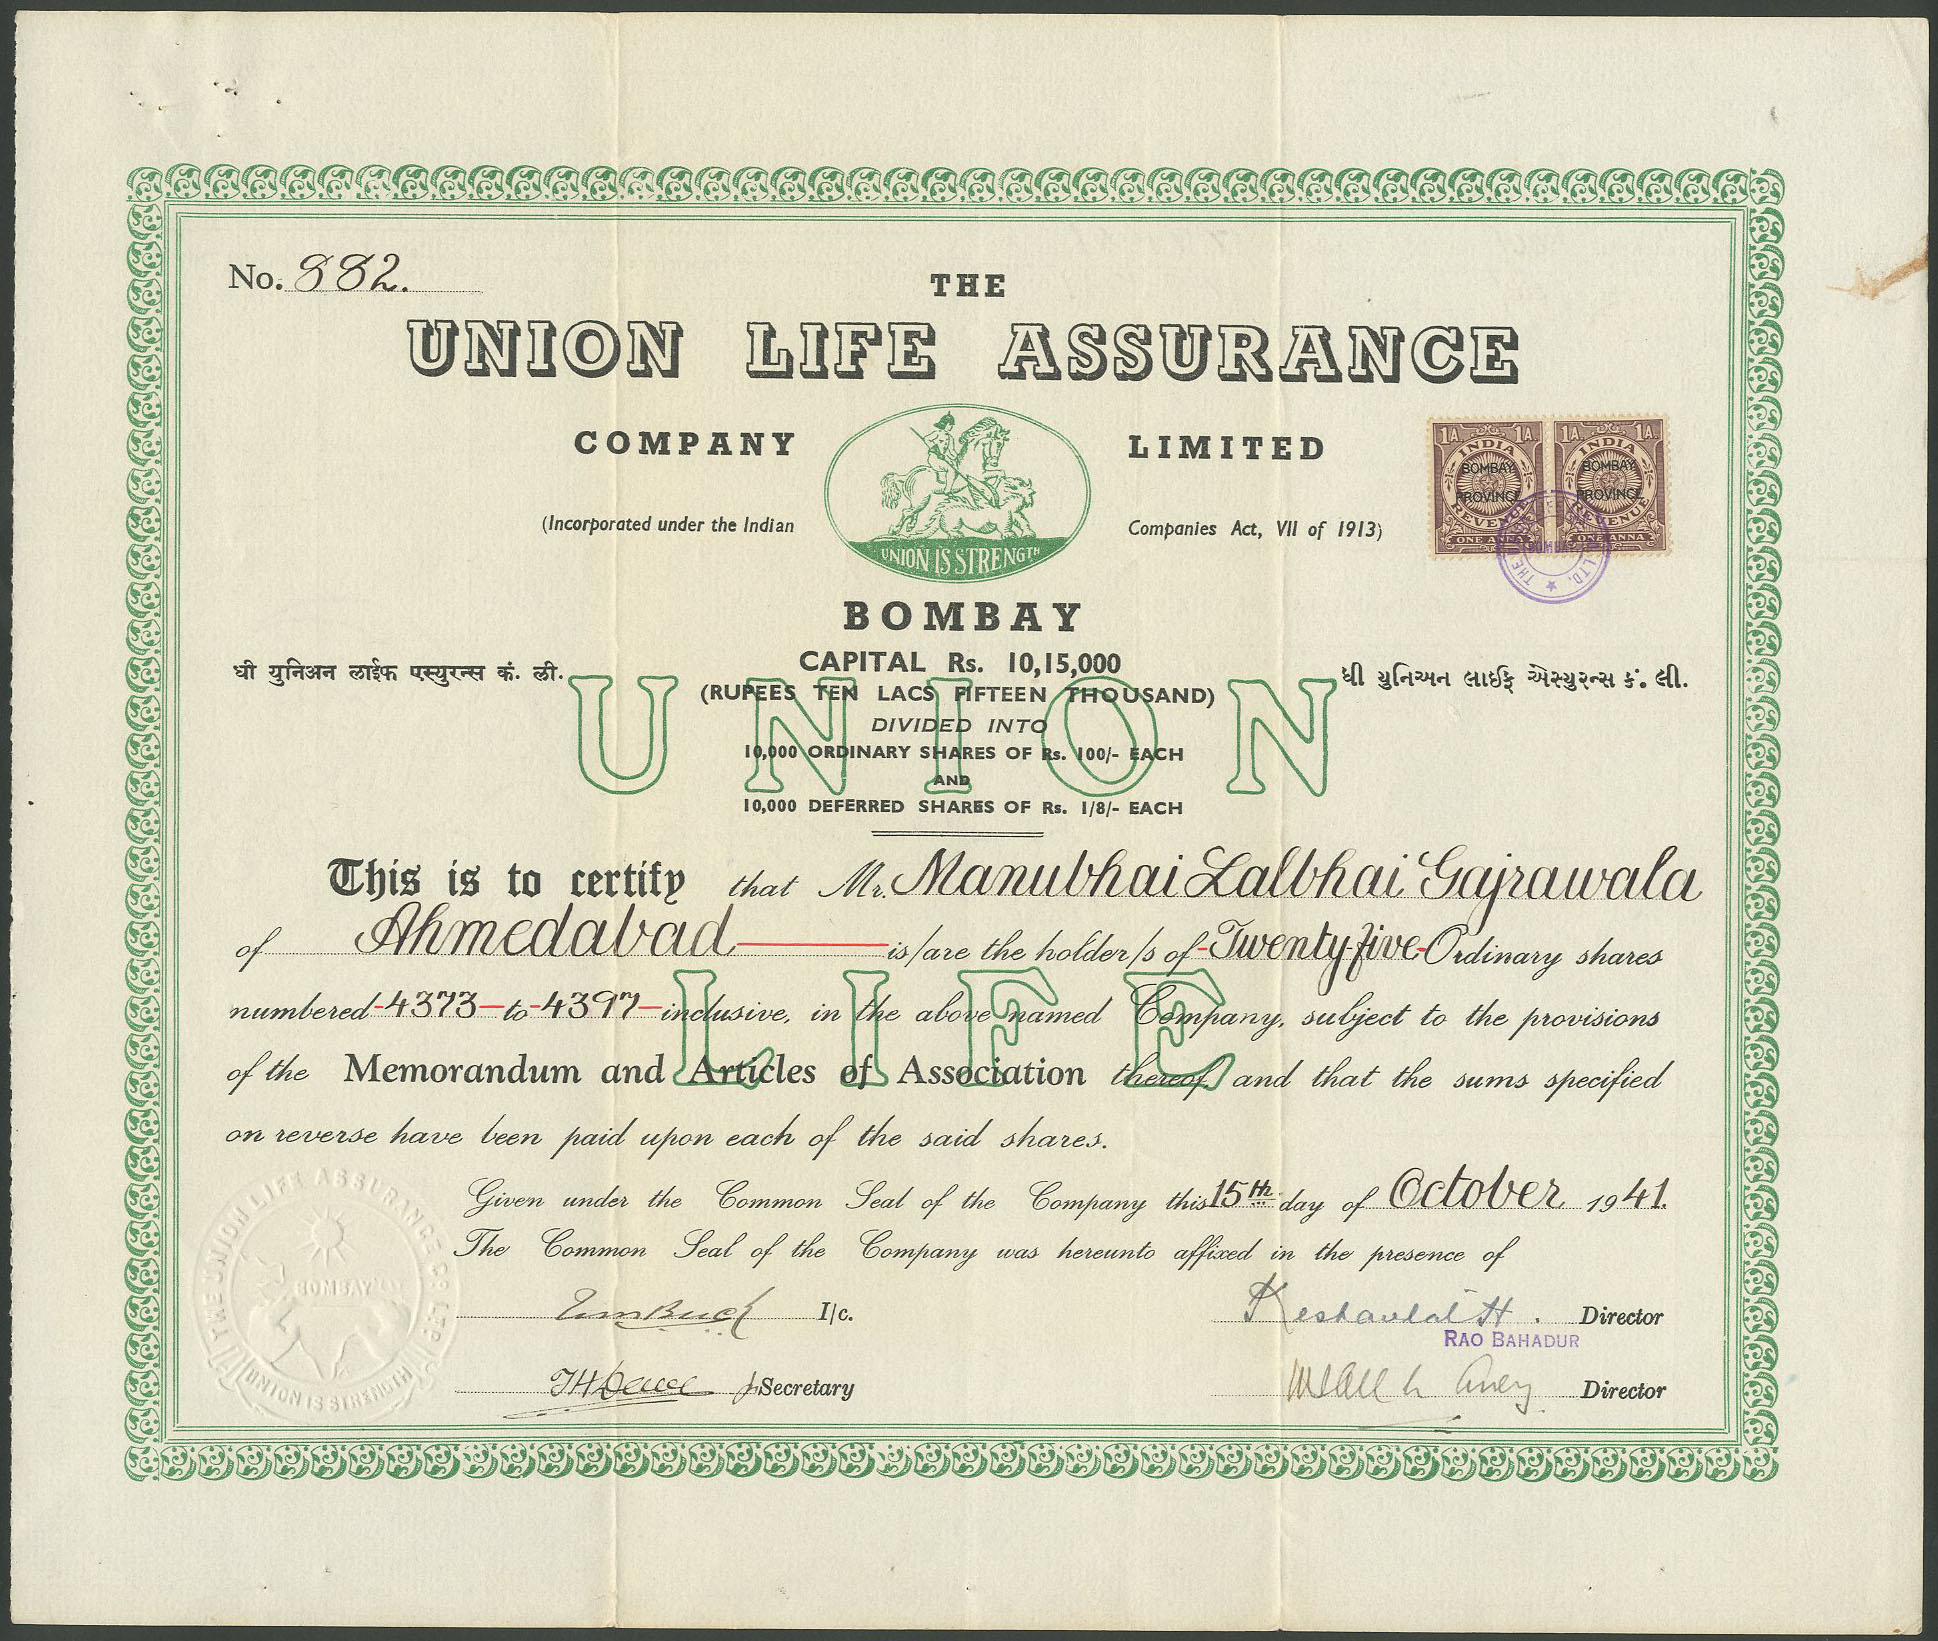 No. 882.
THE
UNION LIFE ASSURANCE
COMPANY LIMITED
(Incorporated under the Indian Companies Act, VII of 1913)
UNION IS STRENGTH
1A. INDIA 1A.
BOMBAY
PROVINCE
REVENUE
ONE ANNA
1A. INDIA 1A.
BOMBAY
PROVINCE
REVENUE
ONE ANNA
THE LTD.
BOMBAY
BOMBAY
CAPITAL Rs. 10,15,000
धी युनिअन लाईफ एस्युरन्स कं. ली.
ધી યુનિઅન લાઈફ એસ્યુરન્સ કં. લી.
(RUPEES TEN LACS FIFTEEN THOUSAND)
DIVIDED INTO
10,000 ORDINARY SHARES OF Rs. 100/- EACH
AND
10,000 DEFERRED SHARES OF Rs. 1/8/- EACH
UNION
This is to certify that Mr. Manubhai Lalbhai Gajrawala
of Ahmedabad is/are the holder/s of Twenty-five Ordinary shares
numbered 4373 to 4397 inclusive, in the above named Company, subject to the provisions
LIFE
of the Memorandum and Articles of Association thereof, and that the sums specified
on reverse have been paid upon each of the said shares.
Given under the Common Seal of the Company this 15th day of October 1941.
The Common Seal of the Company was hereunto affixed in the presence of
THE UNION LIFE ASSURANCE CO LTD
BOMBAY
UNION IS STRENGTH
I/c.
Keshavlal H. Director
RAO BAHADUR
Secretary
Director